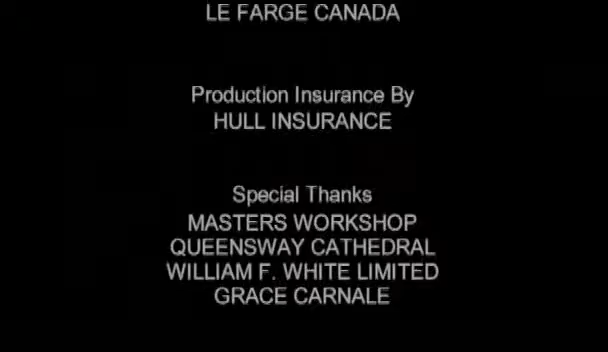 LE FARGE CANADA
Production Insurance By
HULL INSURANCE
Special Thanks
MASTERS WORKSHOP
QUEENSWAY CATHEDRAL
WILLIAM F. WHITE LIMITED
GRACE CARNALE